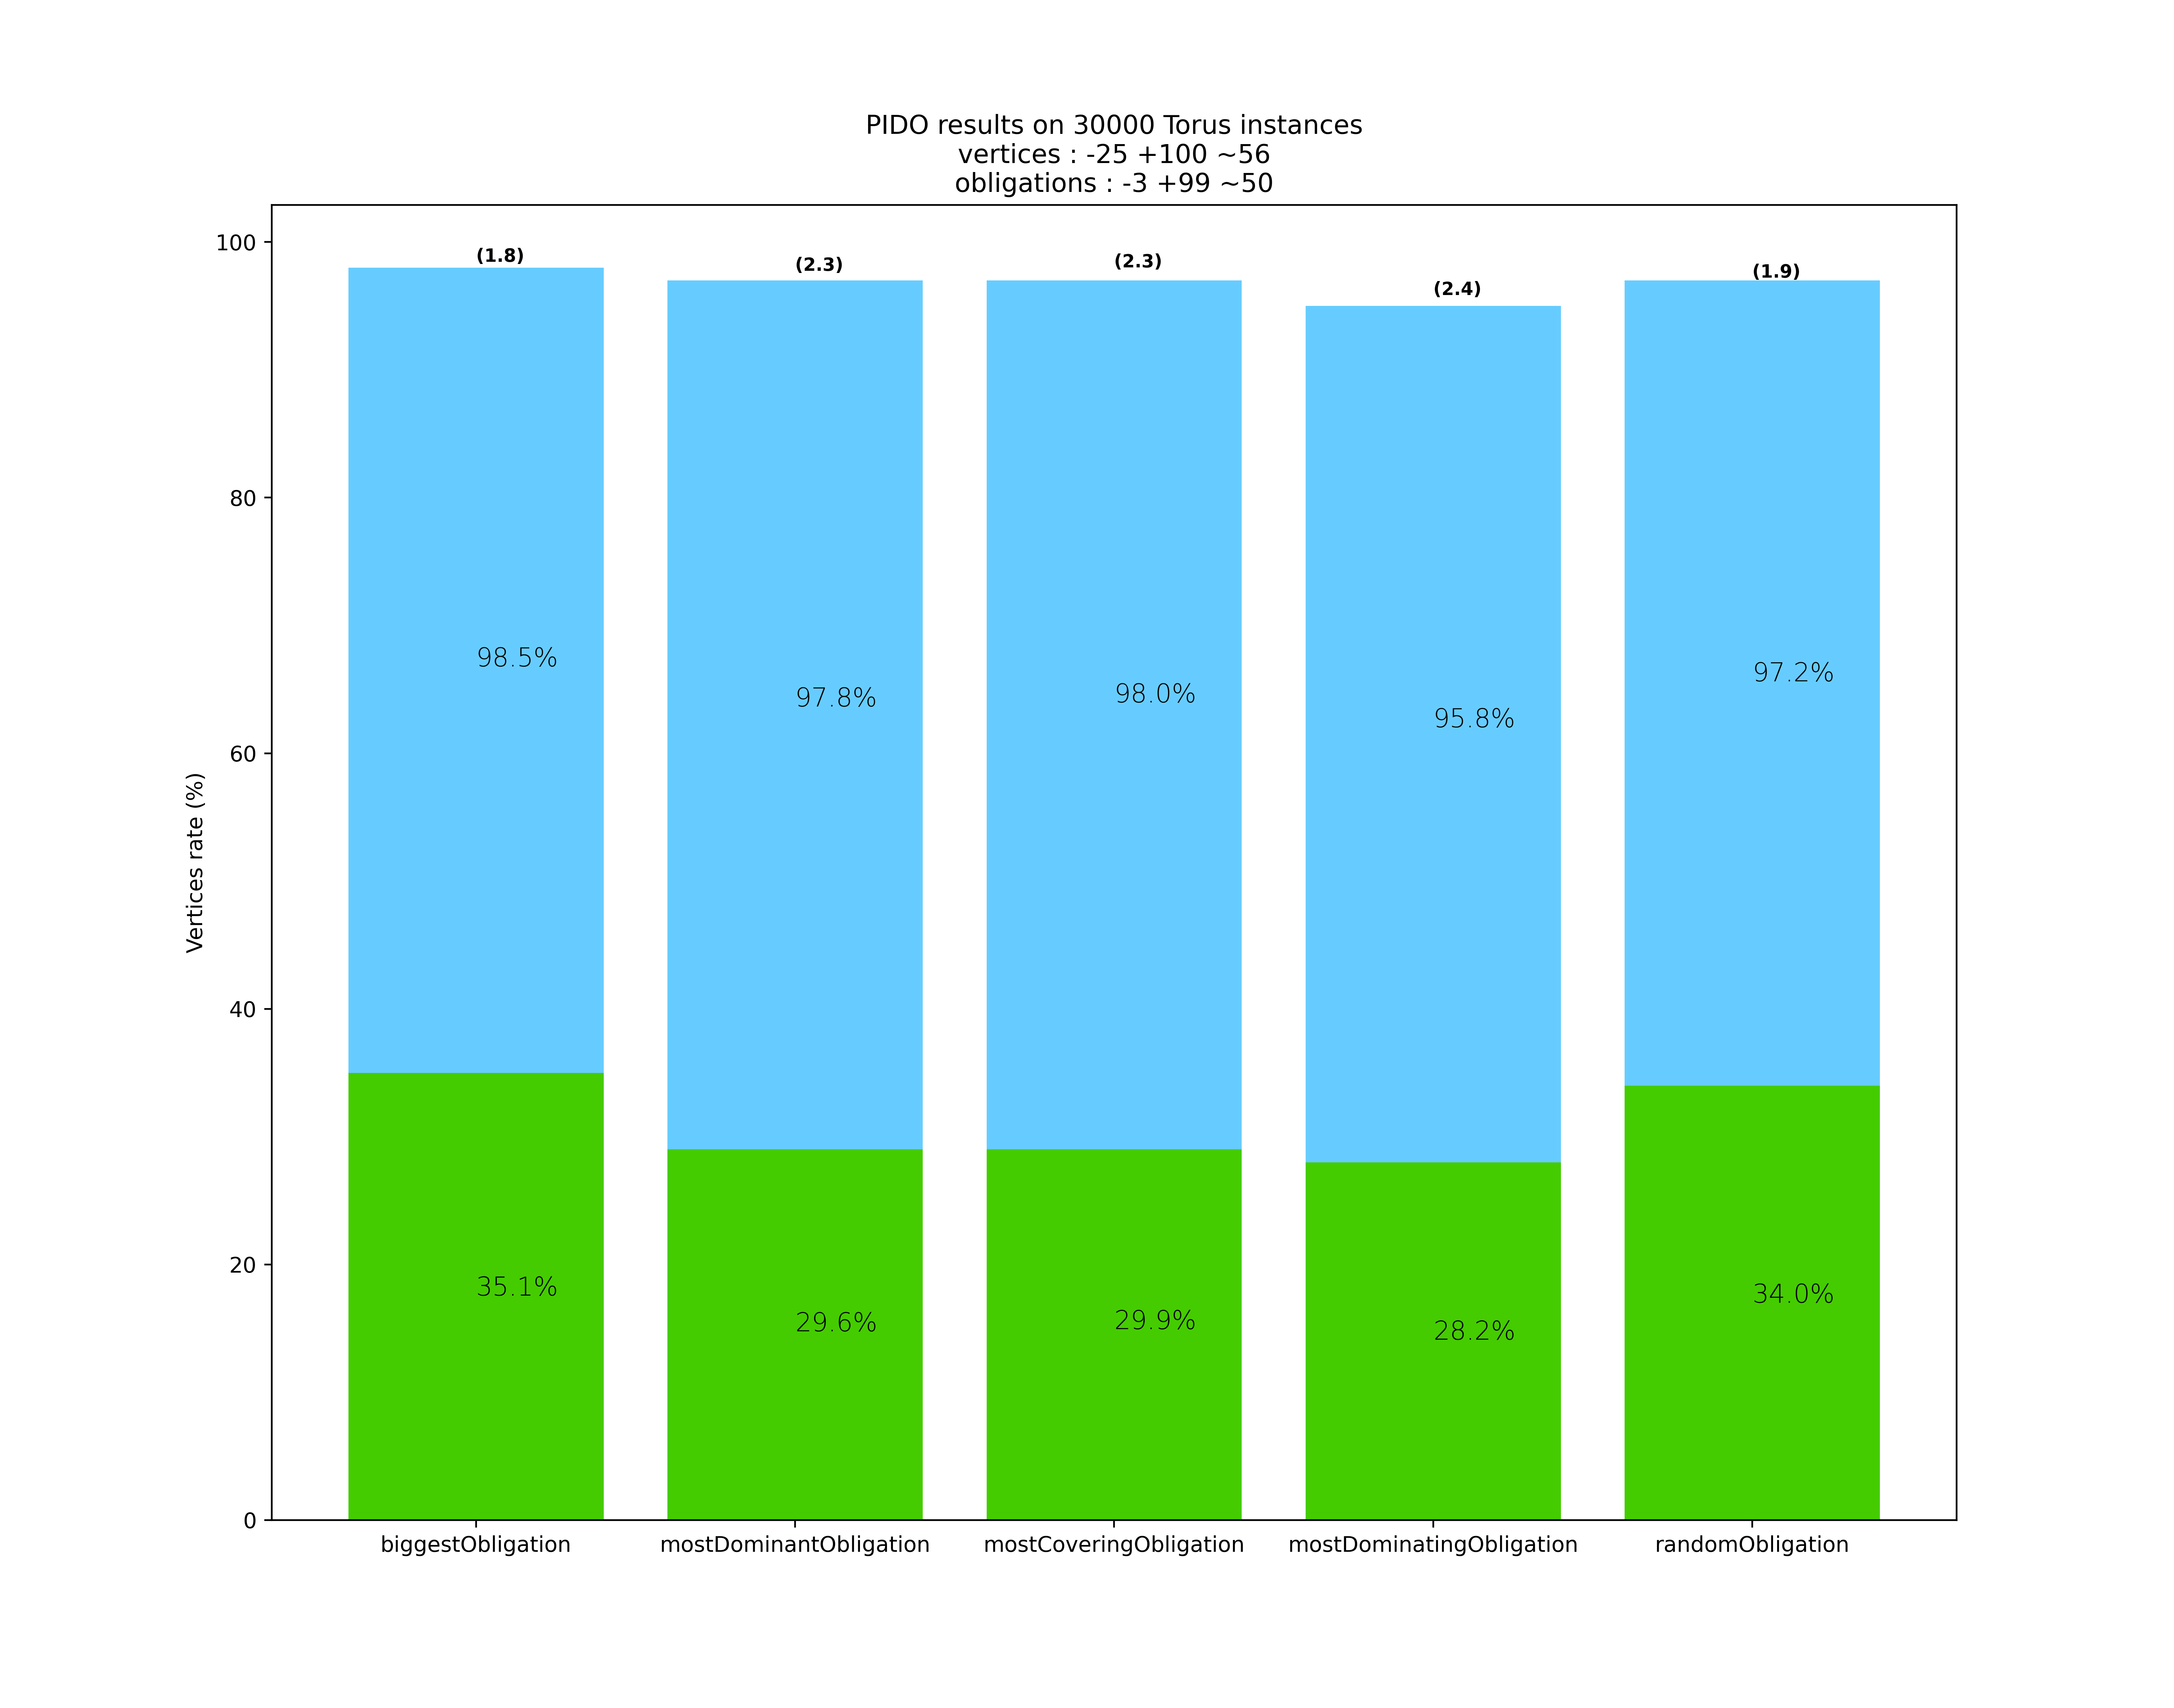 PIDO results on 30000 Torus instances
vertices : -25 +100 ~56
obligations : -3 +99 ~50
Vertices rate (%)
100
80
60
40
20
0
(1.8)
(2.3)
(2.3)
(2.4)
(1.9)
98.5%
97.8%
98.0%
95.8%
97.2%
35.1%
29.6%
29.9%
28.2%
34.0%
biggestObligation
mostDominantObligation
mostCoveringObligation
mostDominatingObligation
randomObligation